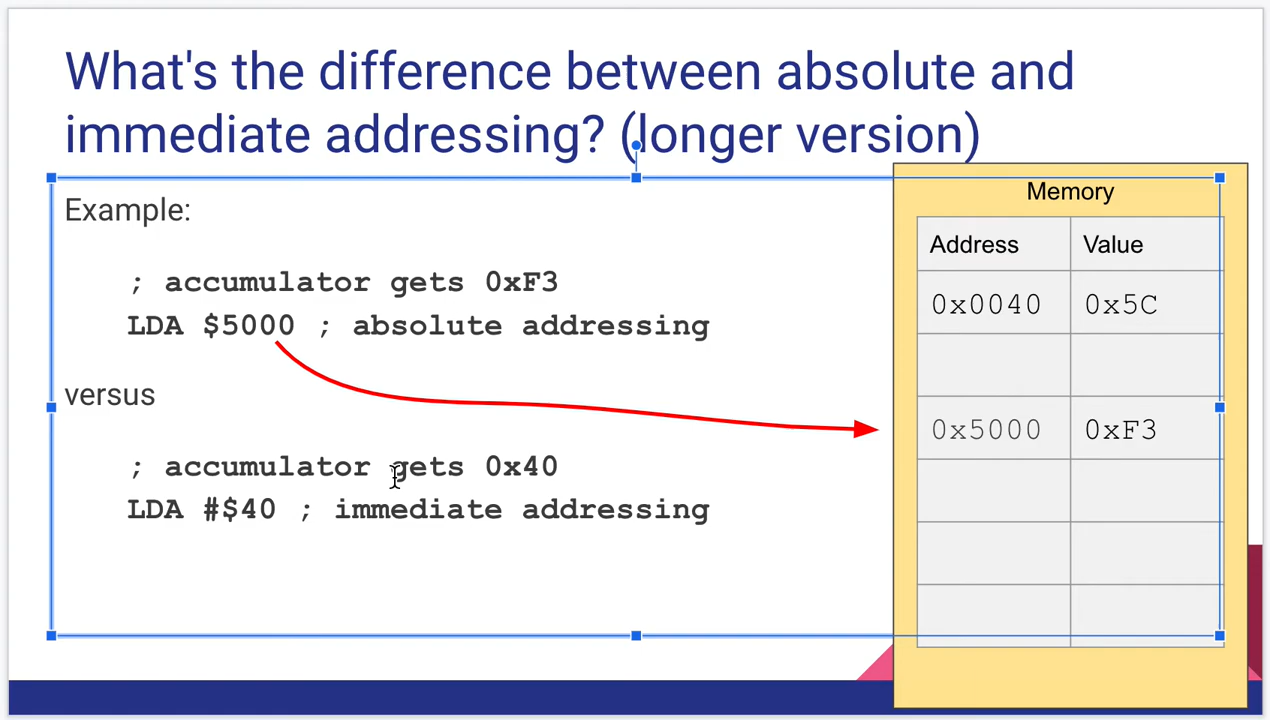 What's the difference between absolute and
immediate addressing? (longer version)
Example:
; accumulator gets 0xF3
LDA $5000 ; absolute addressing
versus
; accumulator gets 0x40
LDA #$40 ; immediate addressing
Memory
Address Value
0x0040 0x5C
0x5000 0xF3